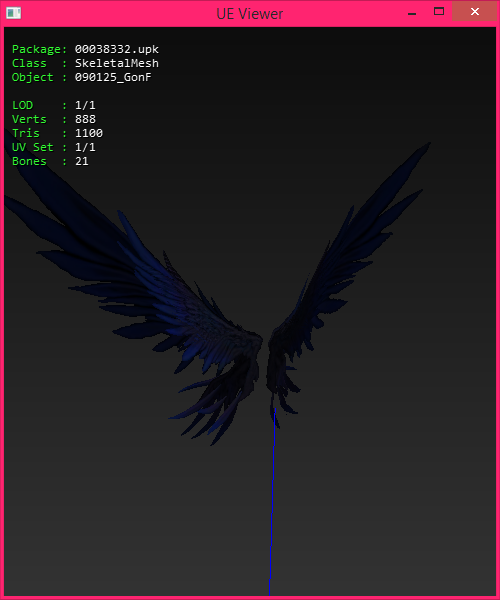 UE Viewer
Package: 00038332.upk
Class : SkeletalMesh
Object : 090125_GonF
LOD : 1/1
Verts : 888
Tris : 1100
UV Set : 1/1
Bones : 21